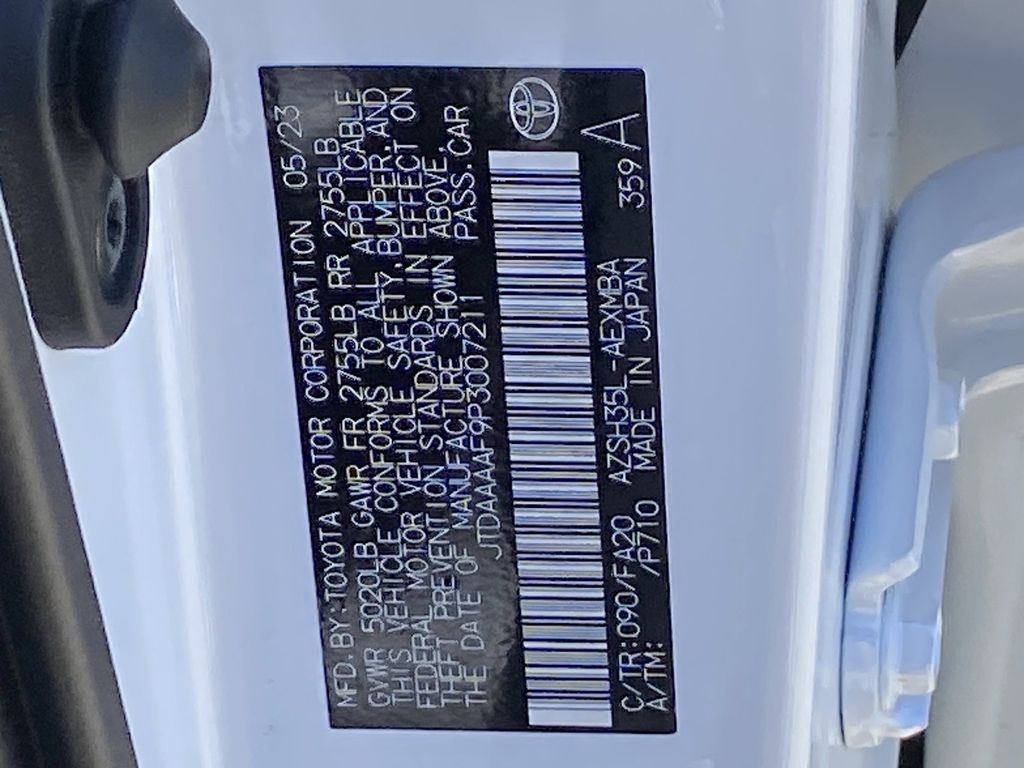 MFD.BY:TOYOTA MOTOR CORPORATION 05/23
GVWR 5020LB GAWR FR 2755LB RR 2755LB
THIS VEHICLE CONFORMS TO ALL APPLICABLE
FEDERAL MOTOR VEHICLE SAFETY,BUMPER,AND
THEFT PREVENTION STANDARDS IN EFFECT ON
THE DATE OF MANUFACTURE SHOWN ABOVE.
JTDAAAAF9P3007211 PASS.CAR
C/TR:090/FA20 AZSH35L-AEXMBA 359 A
A/TM: /P710 MADE IN JAPAN